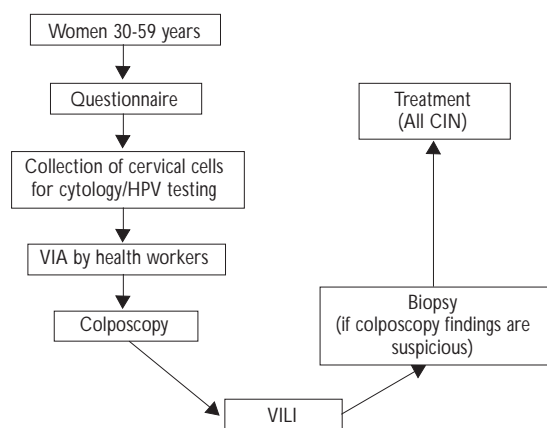 Women 30-59 years
Questionnaire
Collection of cervical cells
for cytology/HPV testing
VIA by health workers
Colposcopy
VILI
Biopsy
(if colposcopy findings are
suspicious)
Treatment
(All CIN)